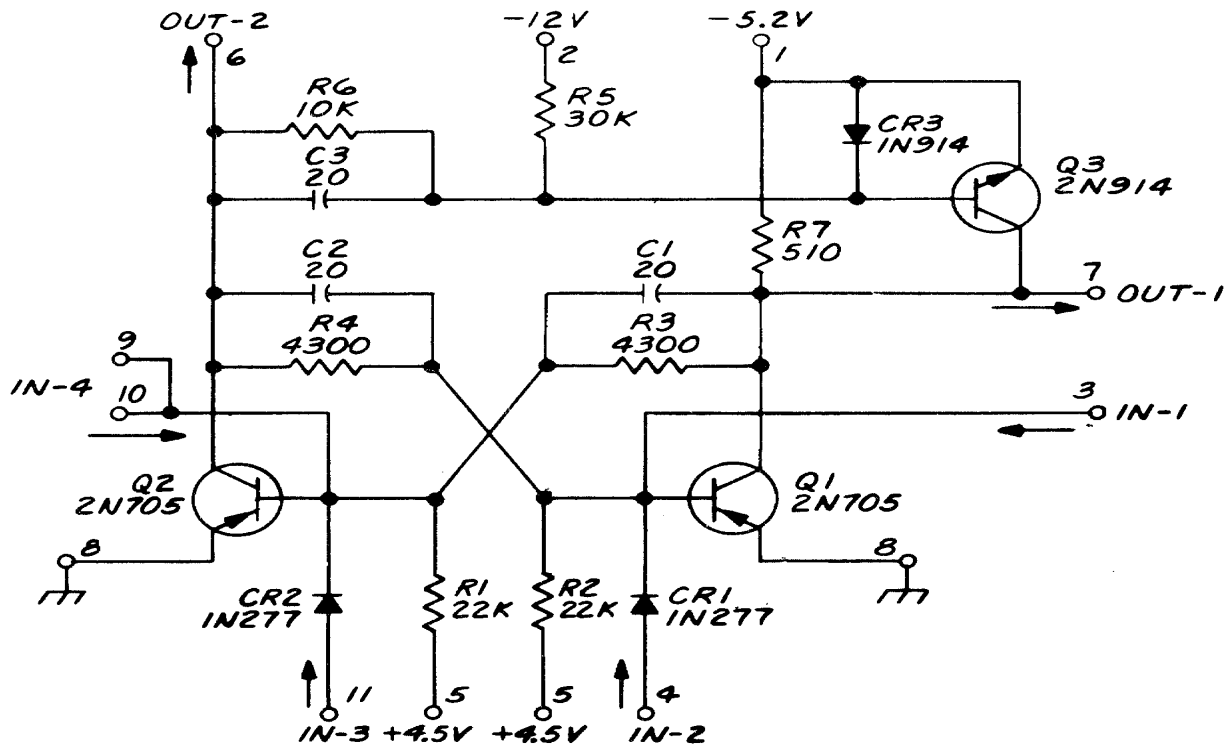 OUT-2
6
-12V
2
-5.2V
1
R6
10K
R5
30K
CR3
1N914
Q3
2N914
C3
20
R7
510
C2
20
C1
20
7
OUT-1
R4
4300
R3
4300
9
IN-4
10
3
IN-1
Q2
2N705
Q1
2N705
8
8
CR2
1N277
R1
22K
R2
22K
CR1
1N277
11
5
5
4
IN-3
+4.5V
+4.5V
IN-2